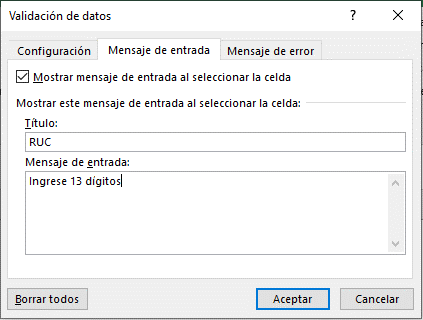 Validación de datos
? ×
Configuración Mensaje de entrada Mensaje de error
Mostrar mensaje de entrada al seleccionar la celda
Mostrar este mensaje de entrada al seleccionar la celda:
Título:
RUC
Mensaje de entrada:
Ingrese 13 dígitos
Borrar todos Aceptar Cancelar